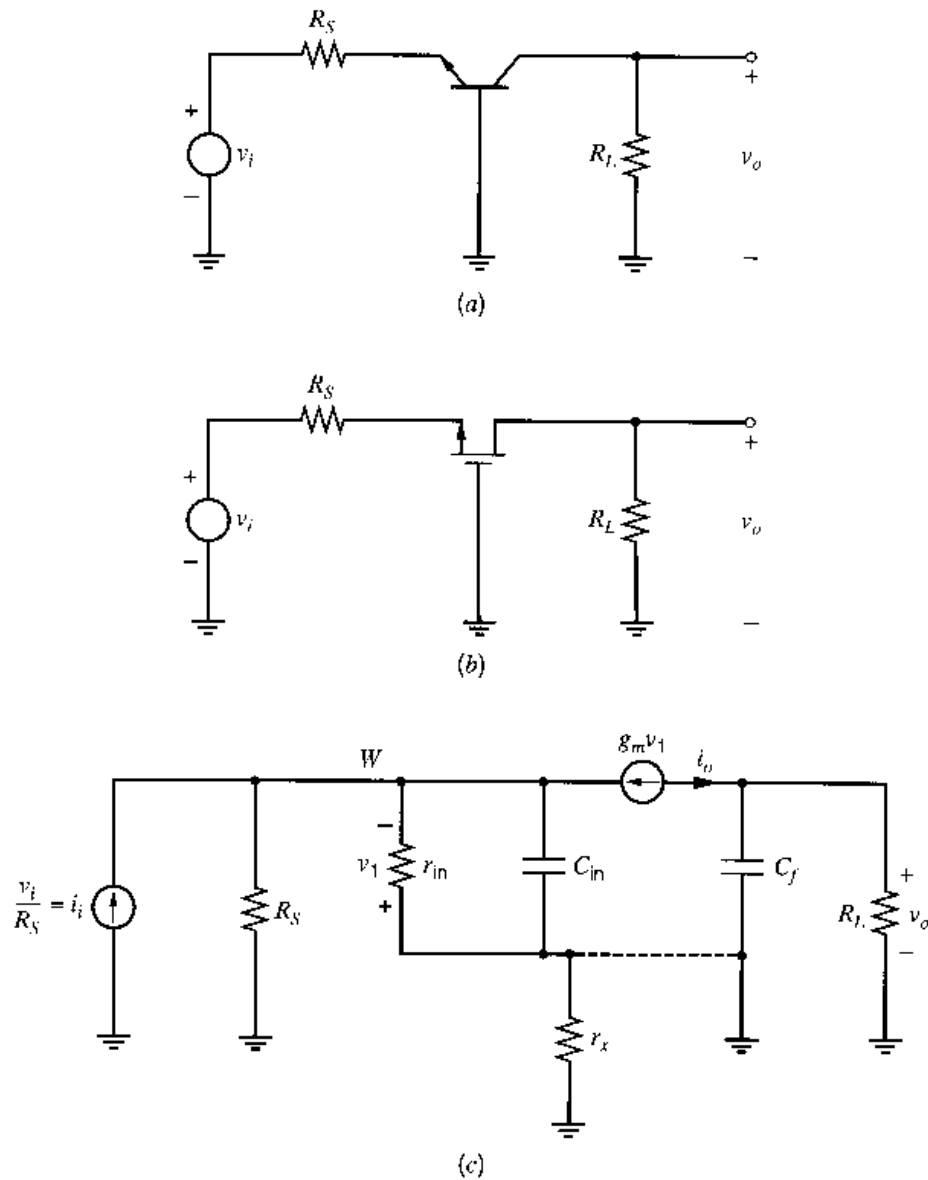 R_S
+
v_i
−
R_L
+
v_o
−
(a)
R_S
+
v_i
−
R_L
+
v_o
−
(b)
g_m v_1
W
i_o
−
v_1
r_in
+
C_in
C_f
v_i/R_S = i_i
R_S
R_L
+
v_o
−
r_x
(c)